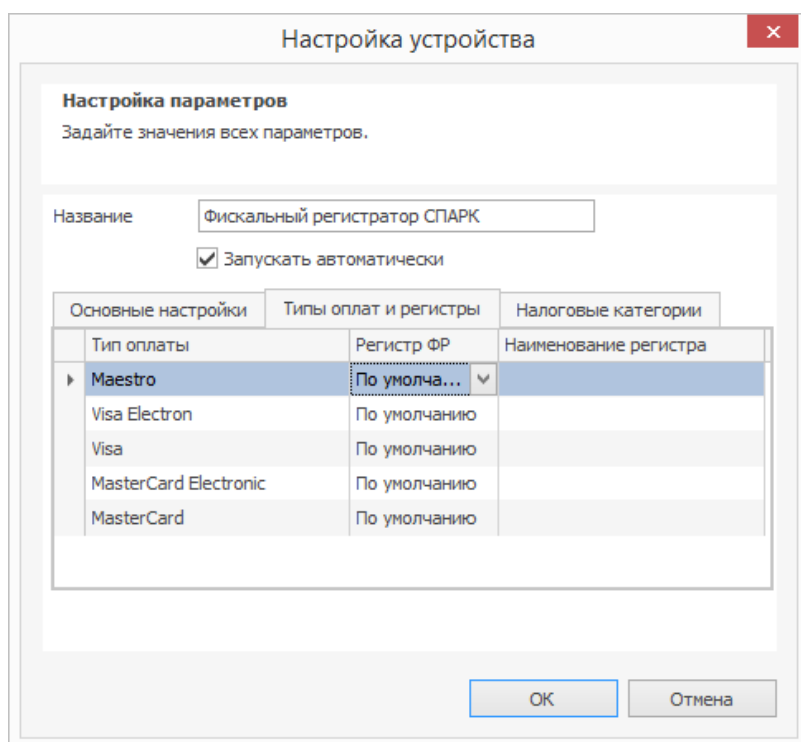 Настройка устройства
Настройка параметров
Задайте значения всех параметров.
Название Фискальный регистратор СПАРК
Запускать автоматически
Основные настройки Типы оплат и регистры Налоговые категории
Тип оплаты Регистр ФР Наименование регистра
Maestro По умолча...
Visa Electron По умолчанию
Visa По умолчанию
MasterCard Electronic По умолчанию
MasterCard По умолчанию
OK Отмена